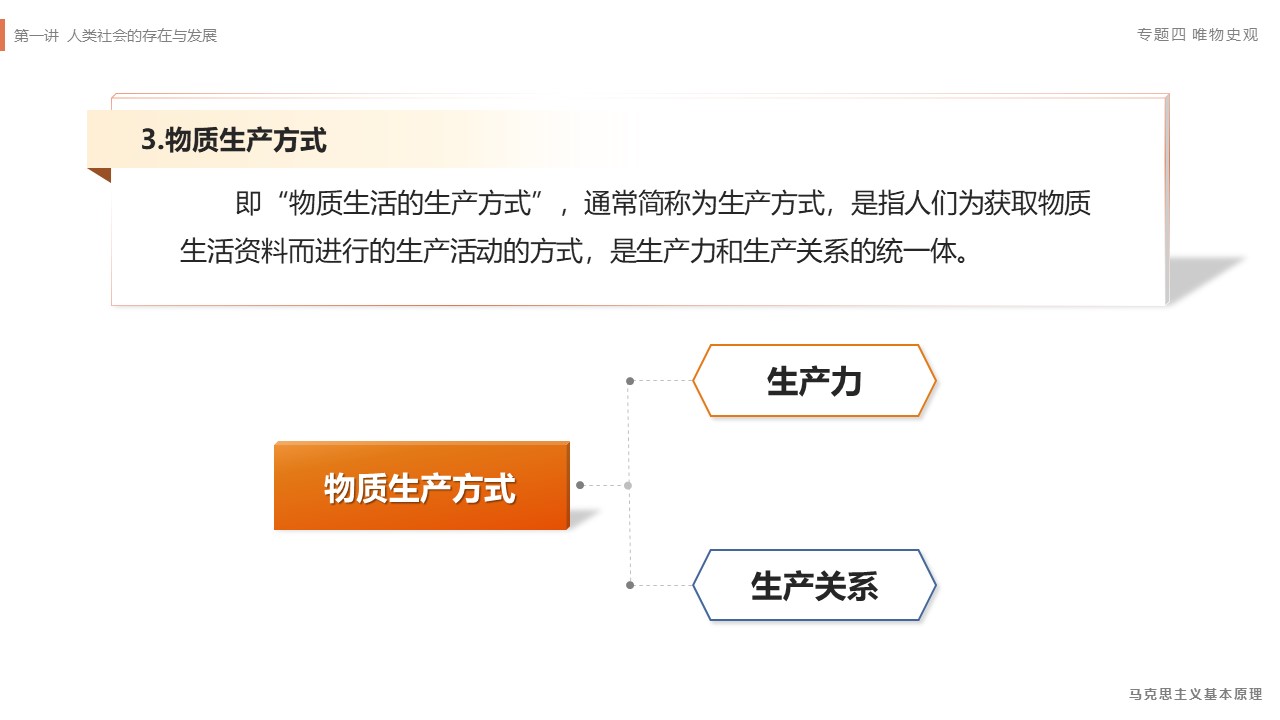 第一讲 人类社会的存在与发展
专题四 唯物史观
3.物质生产方式
即“物质生活的生产方式”，通常简称为生产方式，是指人们为获取物质
生活资料而进行的生产活动的方式，是生产力和生产关系的统一体。
生产力
物质生产方式
生产关系
马克思主义基本原理